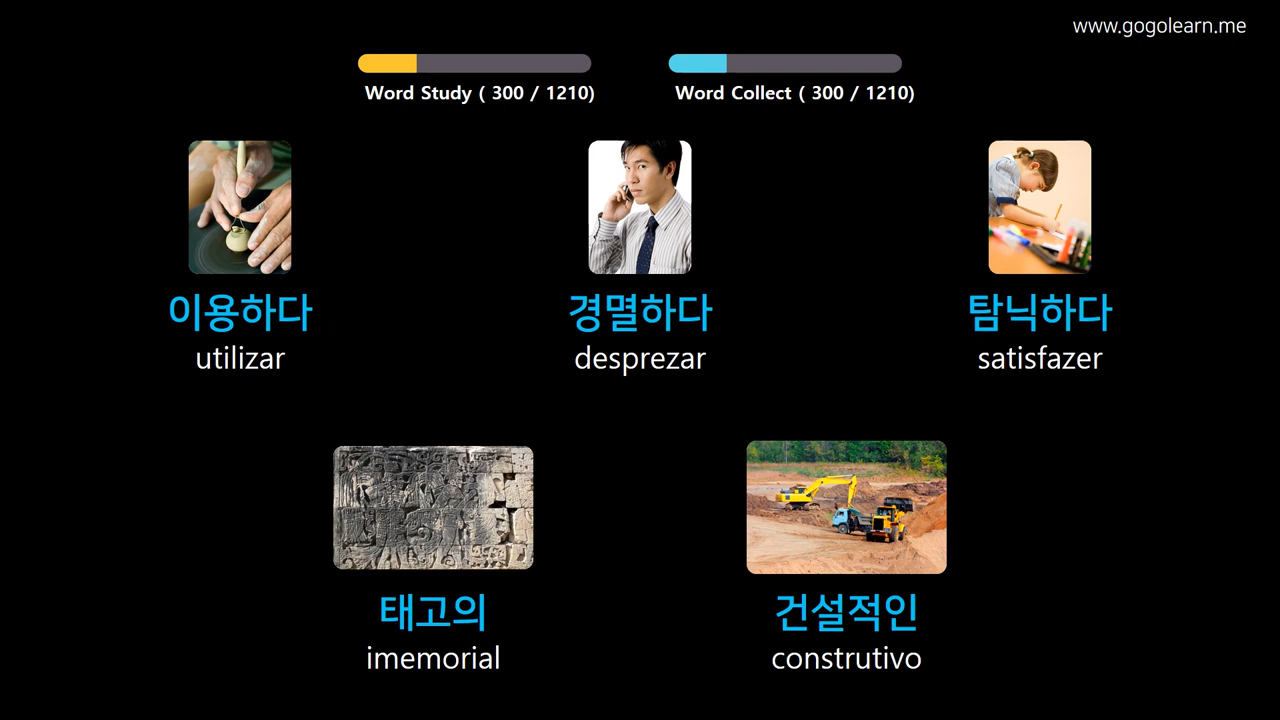 www.gogolearn.me
Word Study ( 300 / 1210)
Word Collect ( 300 / 1210)
이용하다
utilizar
경멸하다
desprezar
탐닉하다
satisfazer
태고의
imemorial
건설적인
construtivo